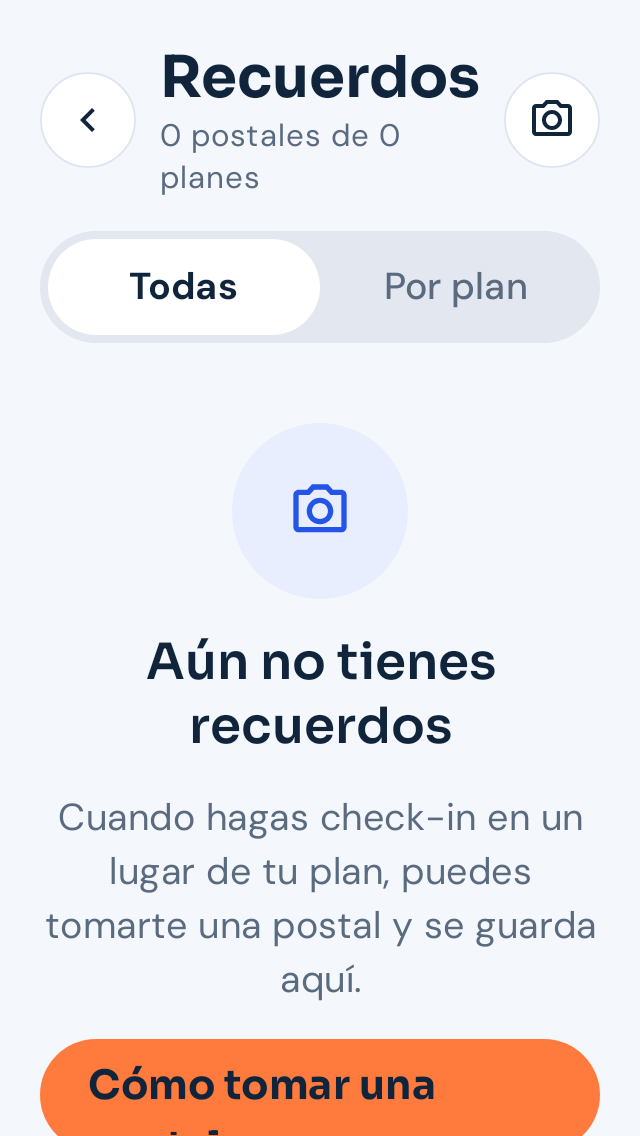 Recuerdos
0 postales de 0
planes
Todas
Por plan
Aún no tienes
recuerdos
Cuando hagas check-in en un
lugar de tu plan, puedes
tomarte una postal y se guarda
aquí.
Cómo tomar una